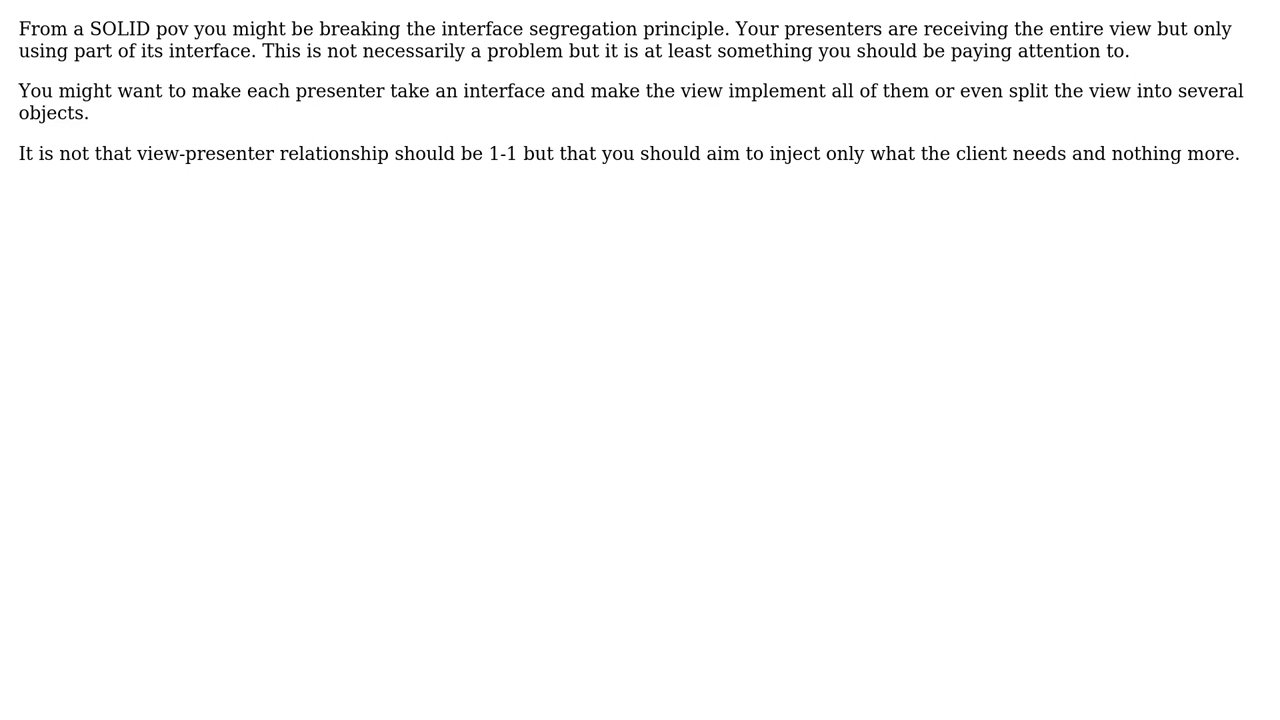 From a SOLID pov you might be breaking the interface segregation principle. Your presenters are receiving the entire view but only
using part of its interface. This is not necessarily a problem but it is at least something you should be paying attention to.
You might want to make each presenter take an interface and make the view implement all of them or even split the view into several
objects.
It is not that view-presenter relationship should be 1-1 but that you should aim to inject only what the client needs and nothing more.